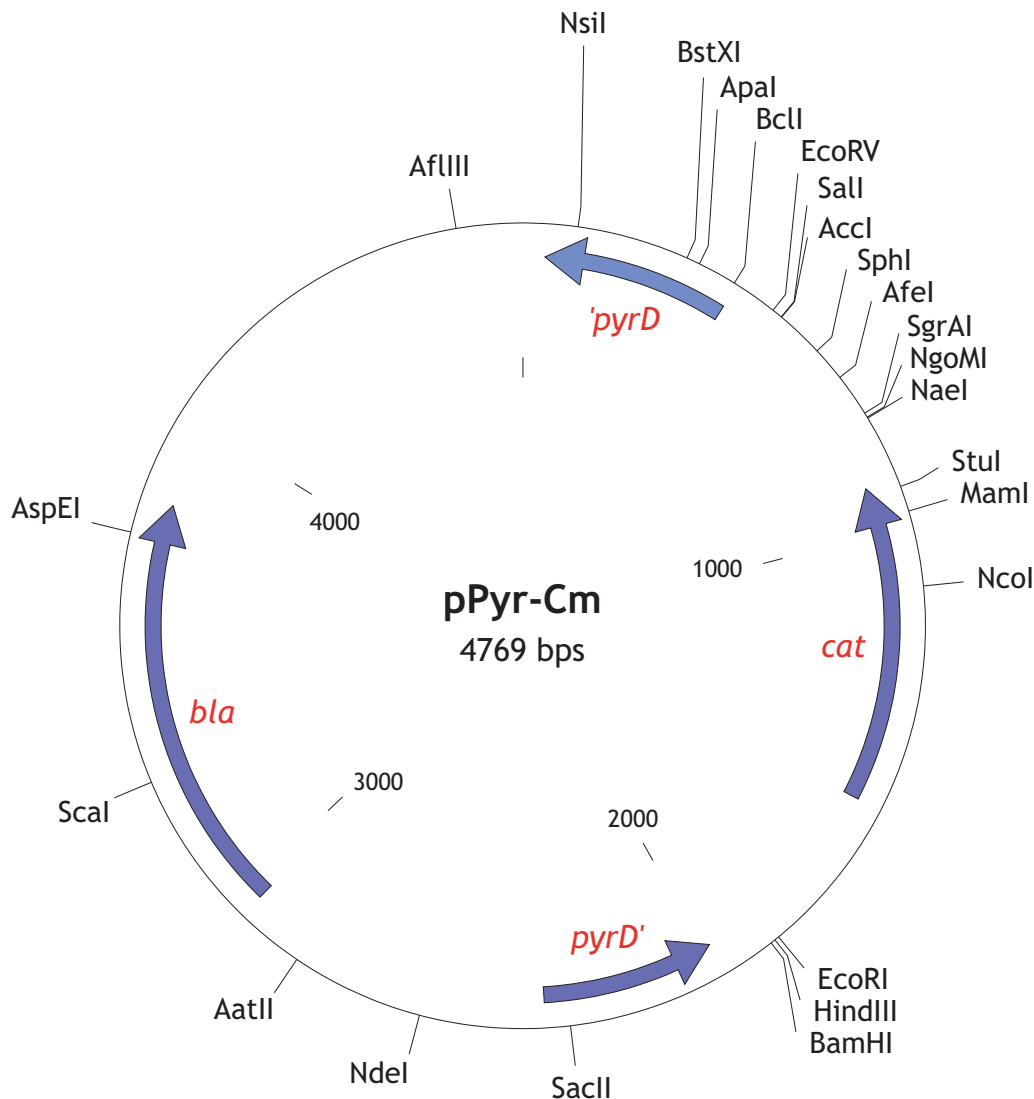 NsiI
BstXI
ApaI
BclI
EcoRV
SalI
AccI
SphI
AfeI
SgrAI
NgoMI
NaeI
StuI
MamI
NcoI
AflIII
'pyrD
AspEI
4000
1000
pPyr-Cm
4769 bps
cat
bla
3000
2000
ScaI
pyrD'
EcoRI
HindIII
BamHI
AatII
NdeI
SacII